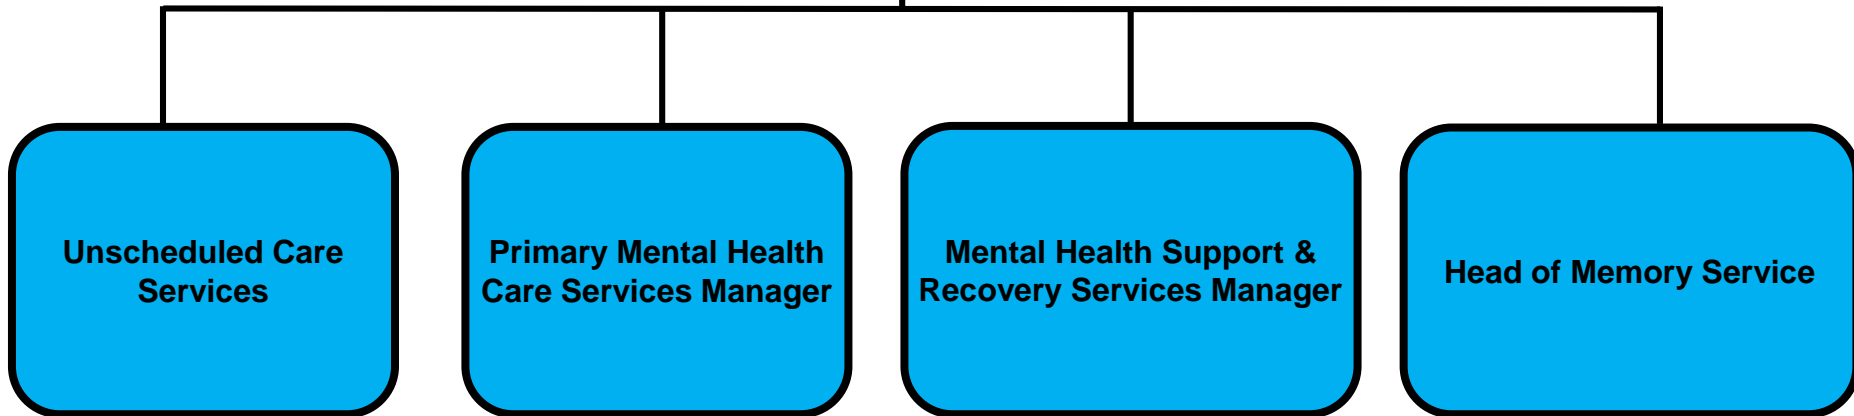 Unscheduled Care
Services
Primary Mental Health
Care Services Manager
Mental Health Support &
Recovery Services Manager
Head of Memory Service